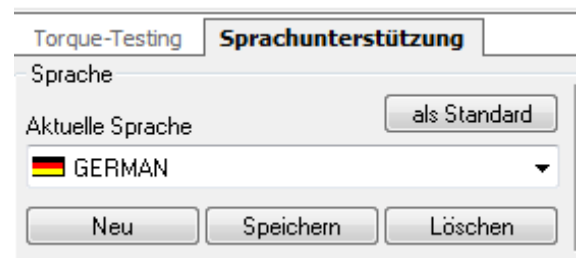 Torque-Testing Sprachunterstützung
Sprache
als Standard
Aktuelle Sprache
GERMAN
Neu Speichern Löschen